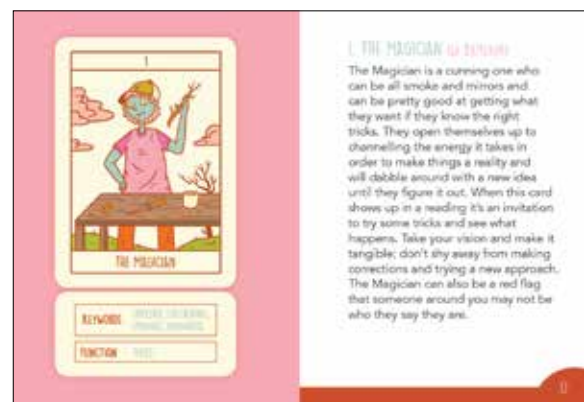 1
THE MAGICIAN
KEYWORDS
FUNCTION
1. THE MAGICIAN
The Magician is a cunning one who
can be all smoke and mirrors and
can be pretty good at getting what
they want if they know the right
tricks. They open themselves up to
channelling the energy it takes in
order to make things a reality and
will dabble around with a new idea
until they figure it out. When this card
shows up in a reading it's an invitation
to try some tricks and see what
happens. Take your vision and make it
tangible; don't shy away from making
corrections and trying a new approach.
The Magician can also be a red flag
that someone around you may not be
who they say they are.